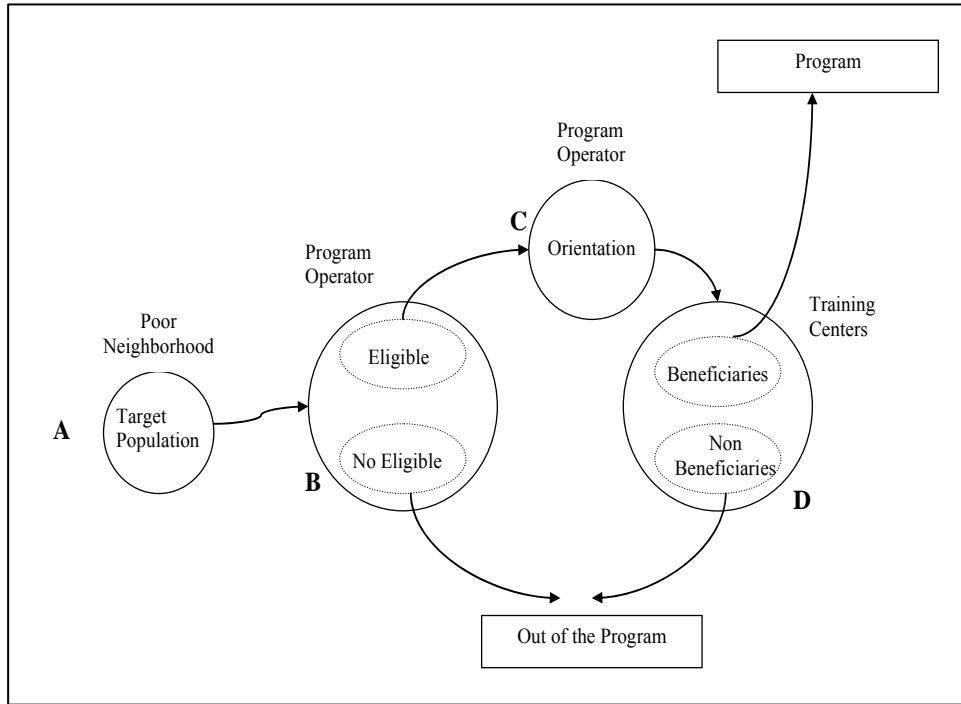 Program
Program
Operator
C
Orientation
Program
Operator
Training
Centers
Poor
Neighborhood
Eligible
Beneficiaries
A
Target
Population
No Eligible
B
Non
Beneficiaries
D
Out of the Program